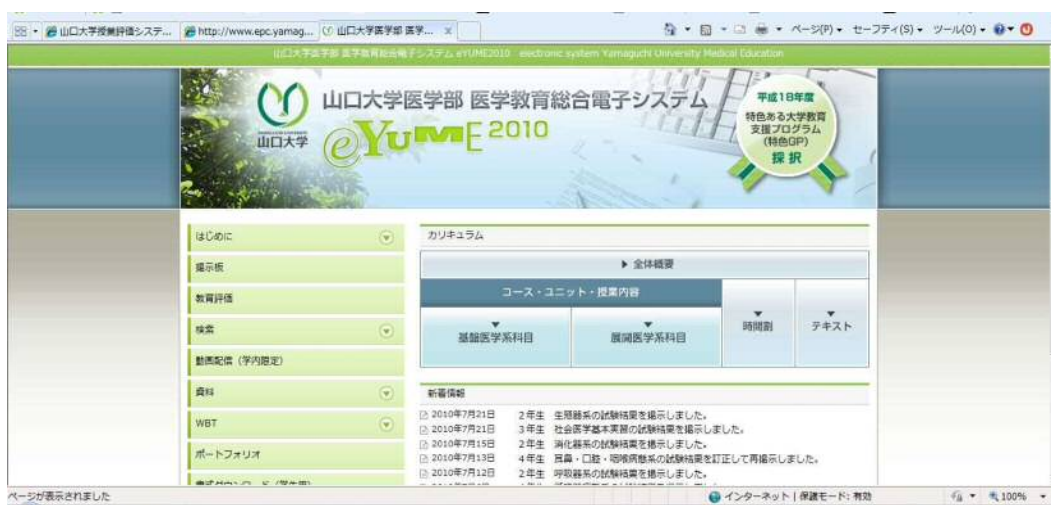 山口大学授業評価システ...
http://www.epc.yamag...
山口大学医学部 医学... x
ページ(P)
セーフティ(S)
ツール(O)
山口大学医学部 医学教育総合電子システム eYUME2010 electronic system Yamaguchi University Medical Education
山口大学
山口大学医学部 医学教育総合電子システム
eYUME 2010
平成18年度
特色ある大学教育
支援プログラム
(特色GP)
採 択
はじめに
掲示板
教育評価
検索
動画配信（学内限定）
資料
WBT
ポートフォリオ
カリキュラム
全体概要
コース・ユニット・授業内容
基盤医学系科目
展開医学系科目
時間割
テキスト
新着情報
2010年7月21日 2年生 生殖器系の試験結果を掲示しました。
2010年7月21日 3年生 社会医学基本実習の試験結果を掲示しました。
2010年7月15日 2年生 消化器系の試験結果を掲示しました。
2010年7月13日 4年生 耳鼻・口腔・咽喉病態系の試験結果を訂正して再掲示しました。
2010年7月12日 2年生 呼吸器系の試験結果を掲示しました。
ページが表示されました
インターネット | 保護モード: 有効
100%